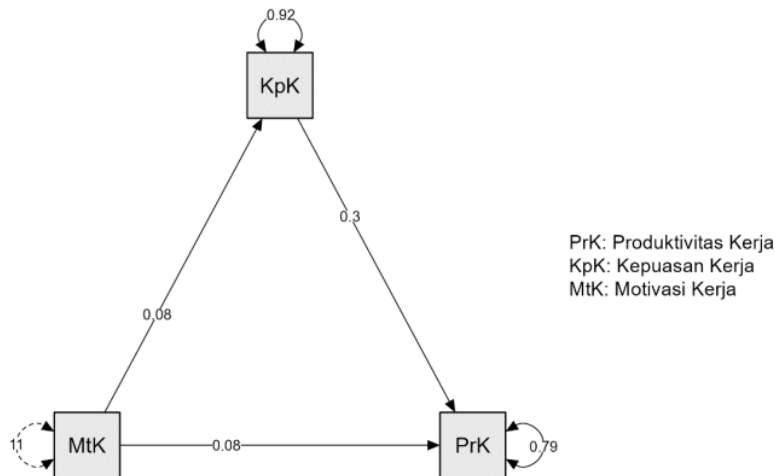 0.92
KpK
0.3
PrK: Produktivitas Kerja
KpK: Kepuasan Kerja
MtK: Motivasi Kerja
0.08
11
MtK
0.08
PrK
0.79